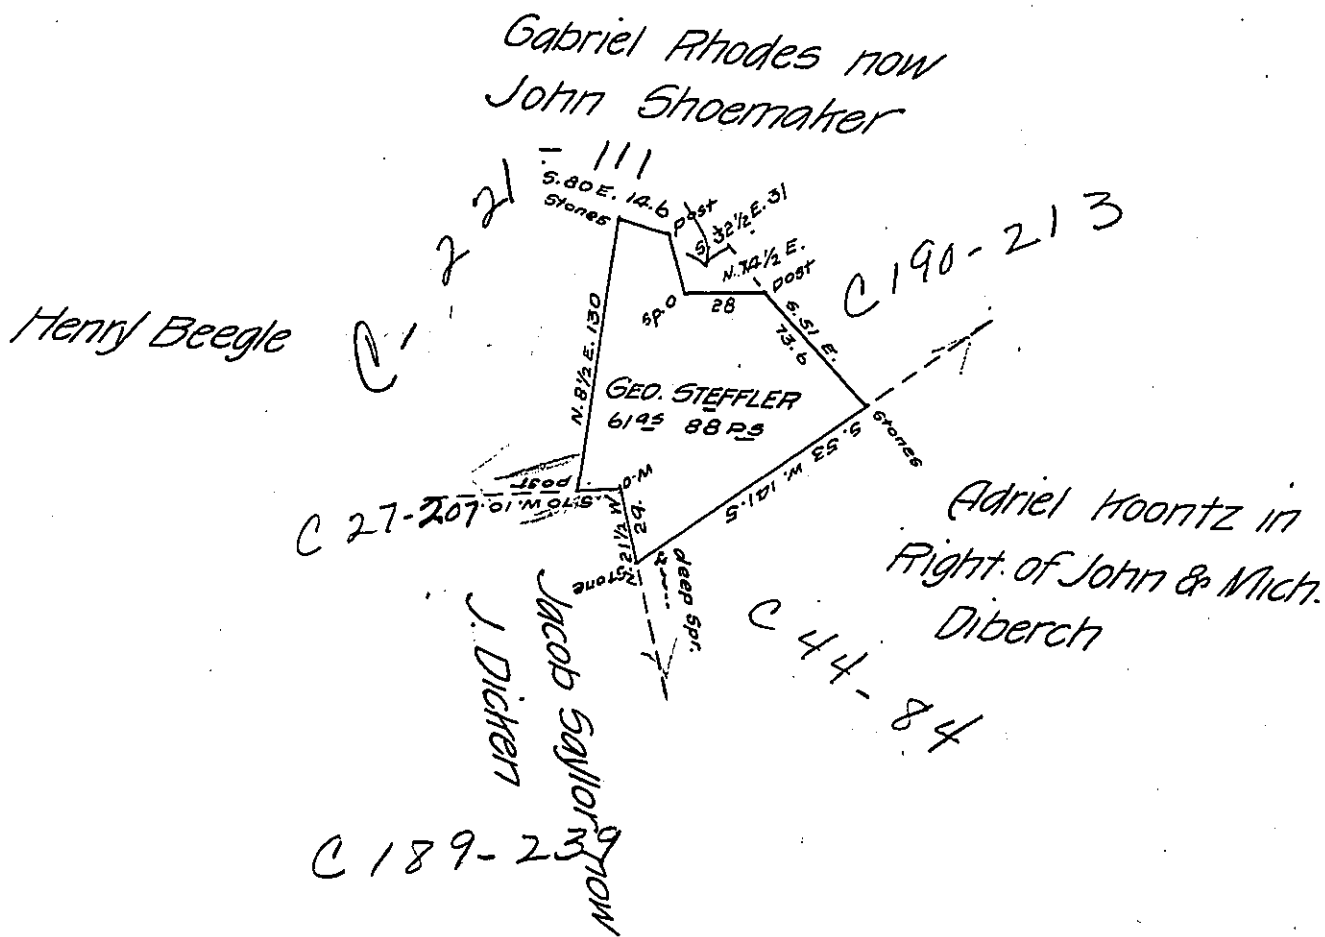 Gabriel Rhodes now
John Shoemaker
C 1 221 - 111
S. 80 E. 14.6
Stones
post
S 32½ E. 31
N. 74½ E.
28
post
sp. o
C 190-213
S. 51 E.
73.6
Henry Beegle
N. 8½ E. 130
GEO. STEFFLER
61 as 88 ps
Stones
S. 53 W. 141.5
post
W.O
S. 70 W. 10.
C 27-207
N. 21½ W
29.
Stone
deep Spr.
Adriel Koontz in
Right of John & Mich.
Diberch
C 44-84
Jacob Saylor now
J. Dicken
C 189-239